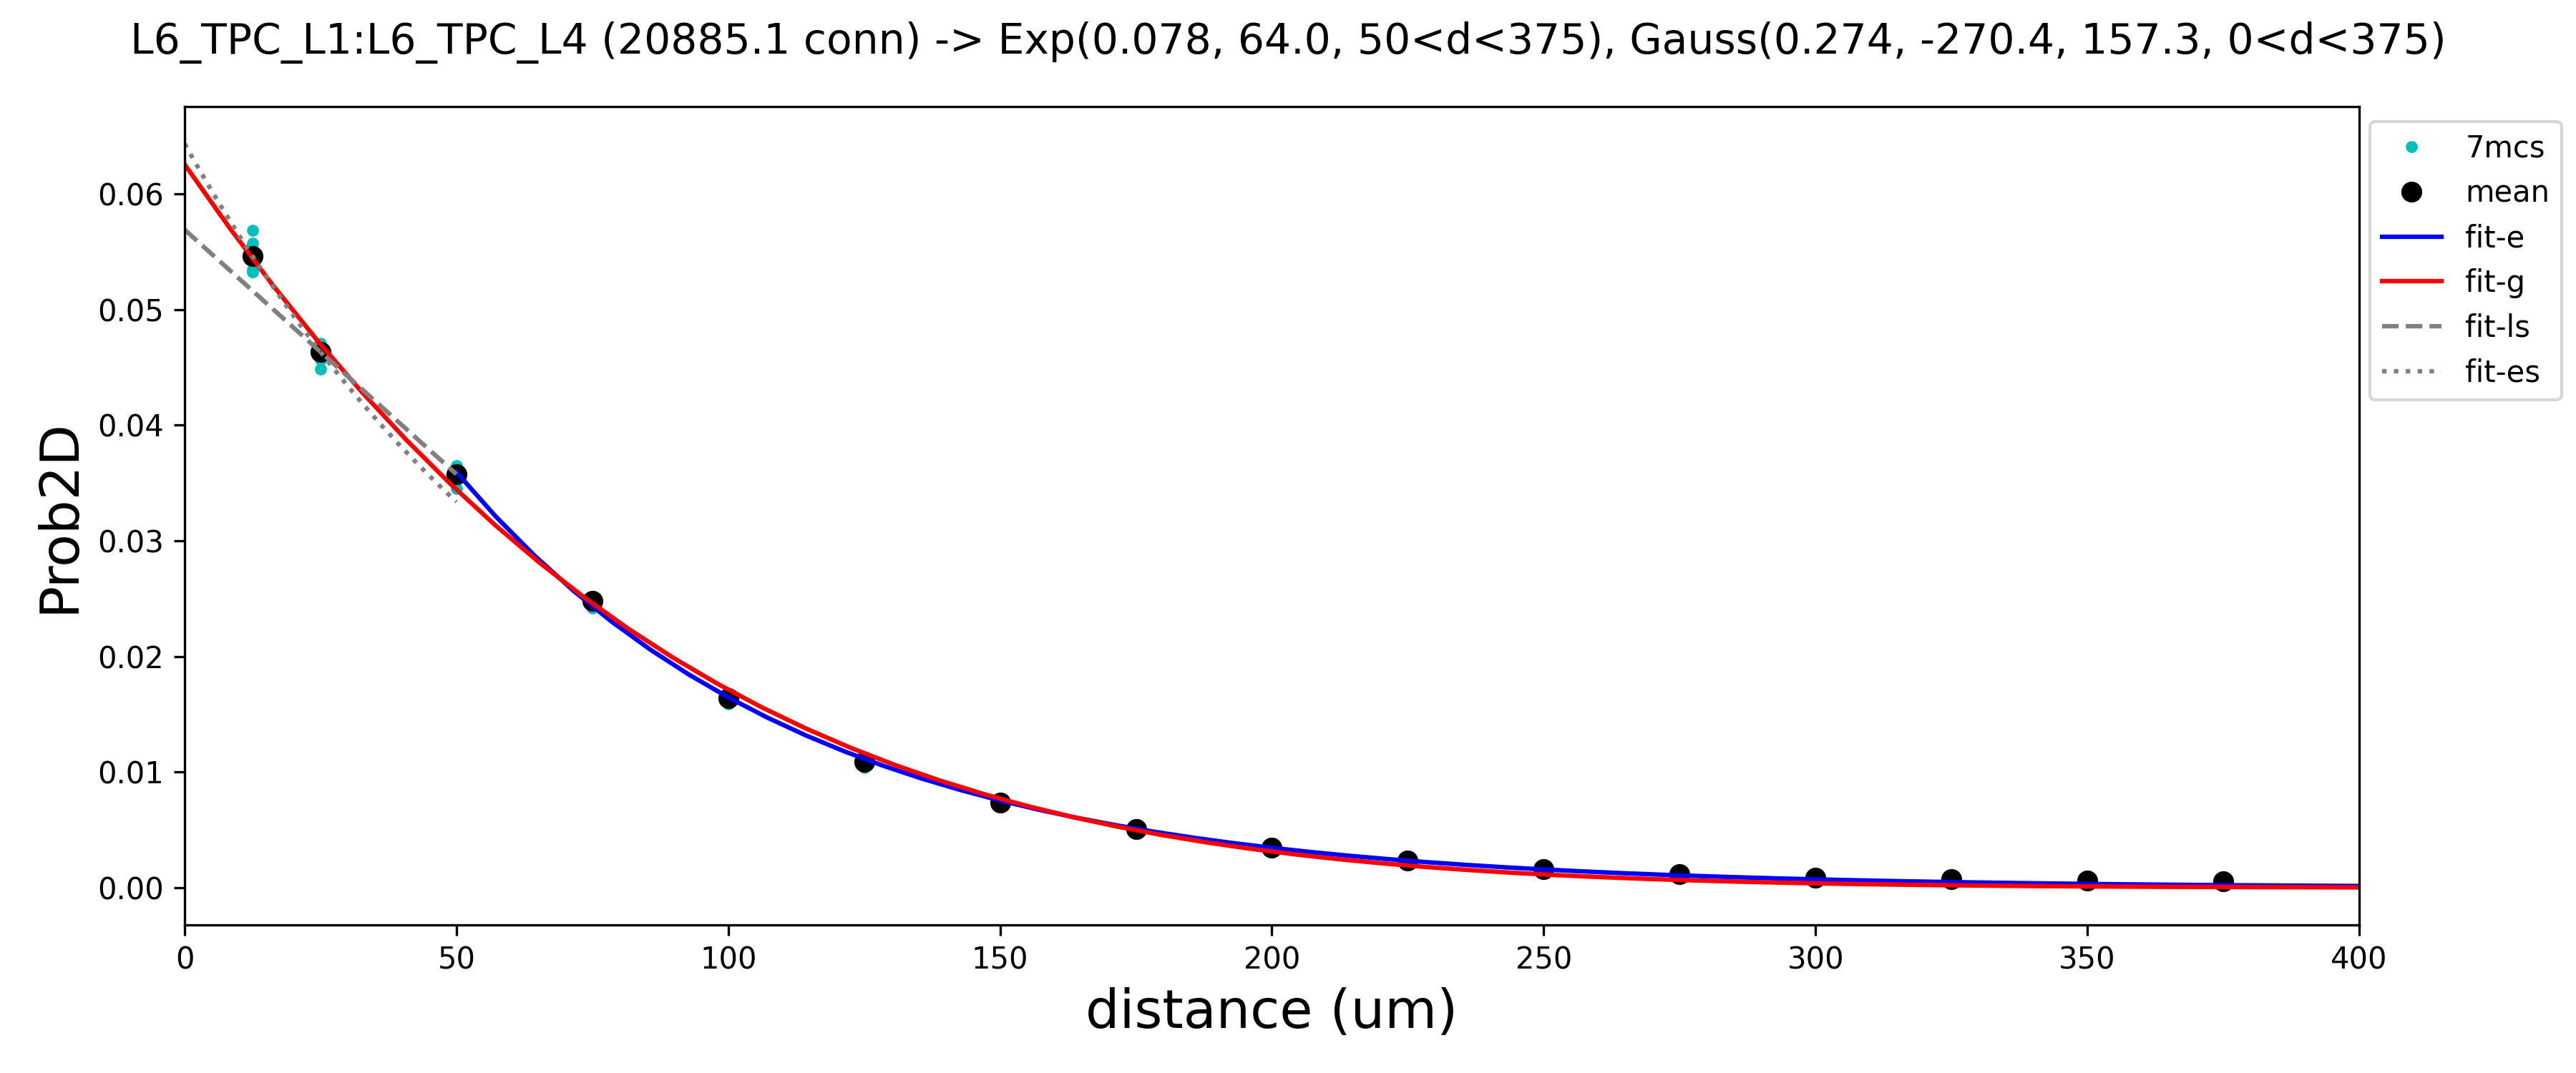 L6_TPC_L1:L6_TPC_L4 (20885.1 conn) -> Exp(0.078, 64.0, 50<d<375), Gauss(0.274, -270.4, 157.3, 0<d<375)
7mcs
mean
fit-e
fit-g
fit-ls
fit-es
Prob2D
0.06
0.05
0.04
0.03
0.02
0.01
0.00
0 50 100 150 200 250 300 350 400
distance (um)